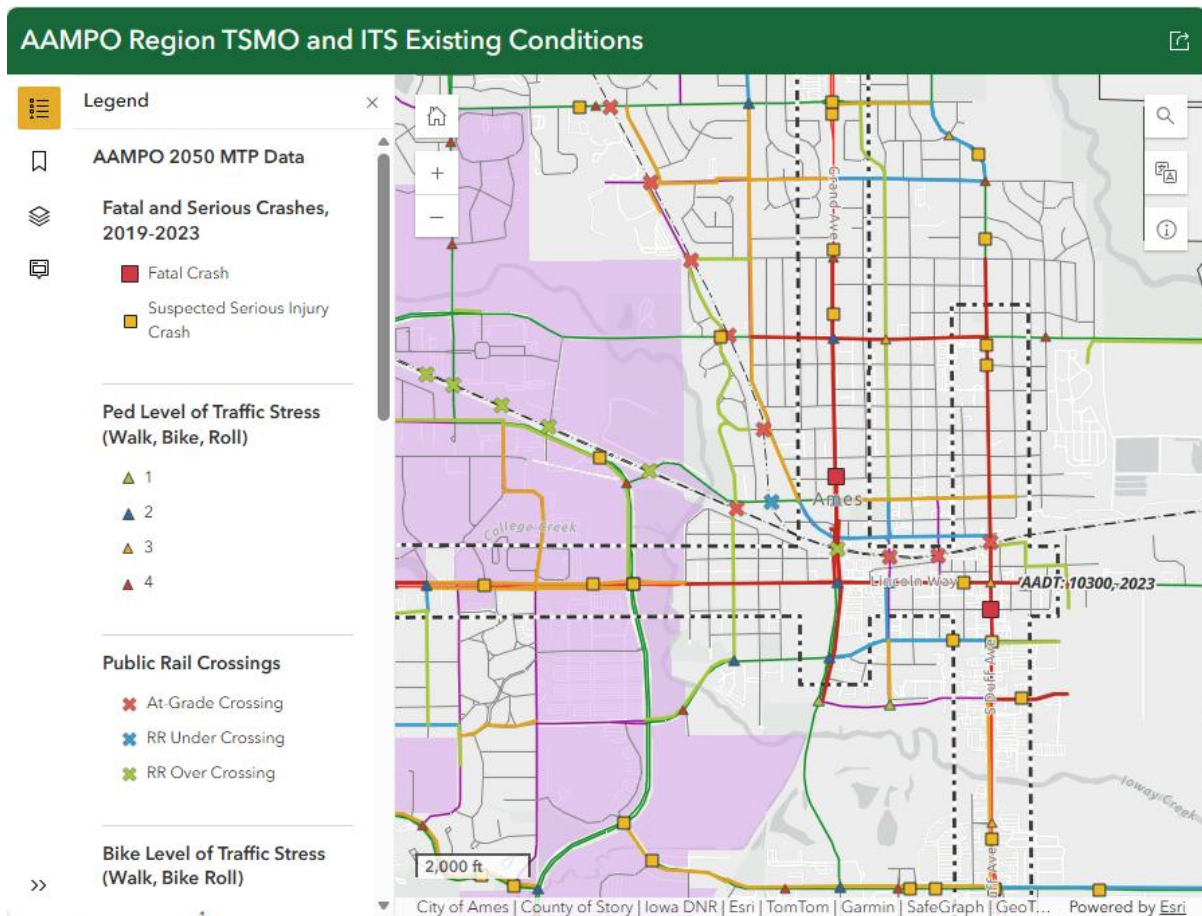 AAMPO Region TSMO and ITS Existing Conditions
Legend
AAMPO 2050 MTP Data
Fatal and Serious Crashes,
2019-2023
Fatal Crash
Suspected Serious Injury
Crash
Ped Level of Traffic Stress
(Walk, Bike, Roll)
1
2
3
4
Public Rail Crossings
At-Grade Crossing
RR Under Crossing
RR Over Crossing
Bike Level of Traffic Stress
(Walk, Bike Roll)
Grand Ave
Ames
College Creek
Lincoln Way
AADT: 10300, 2023
S Duff Ave
Ioway Creek
2,000 ft
City of Ames | County of Story | Iowa DNR | Esri | TomTom | Garmin | SafeGraph | GeoT... Powered by Esri